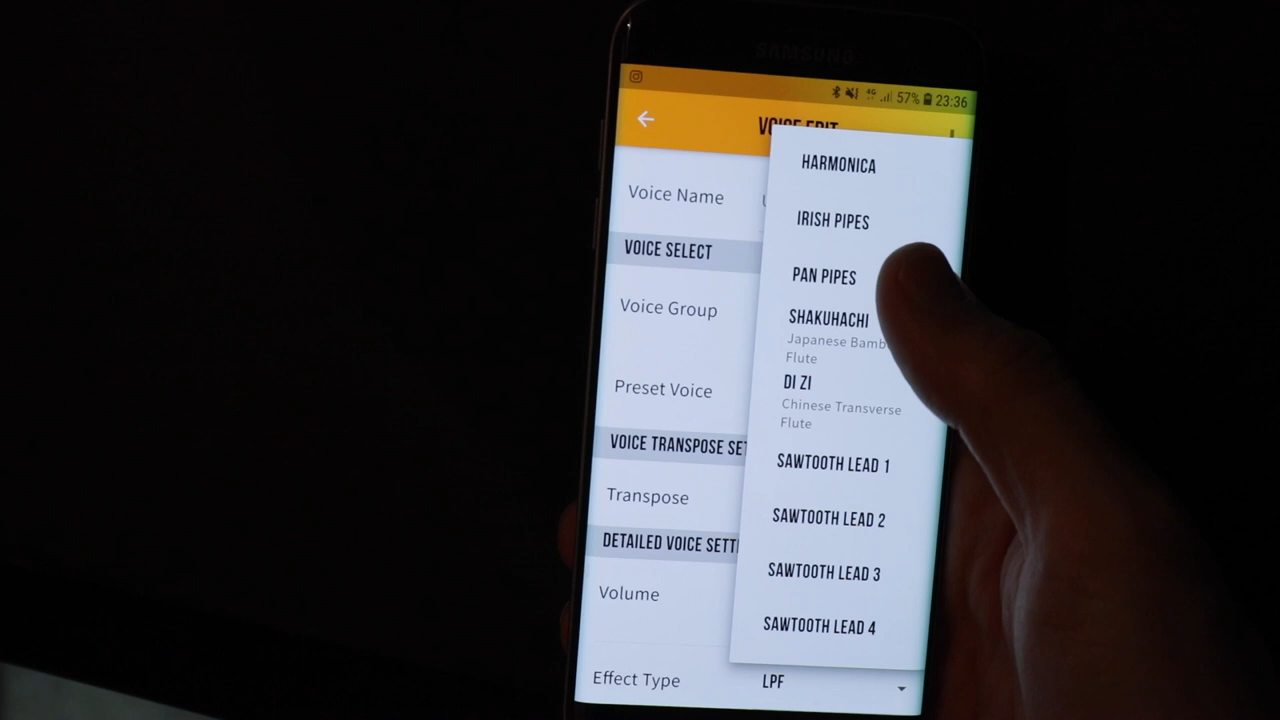 SAMSUNG
4G 57% 23:36
VOICE EDIT
Voice Name
VOICE SELECT
Voice Group
Preset Voice
VOICE TRANSPOSE SET
Transpose
DETAILED VOICE SETTI
Volume
Effect Type
LPF
HARMONICA
IRISH PIPES
PAN PIPES
SHAKUHACHI
Japanese Bamb
Flute
DI ZI
Chinese Transverse
Flute
SAWTOOTH LEAD 1
SAWTOOTH LEAD 2
SAWTOOTH LEAD 3
SAWTOOTH LEAD 4